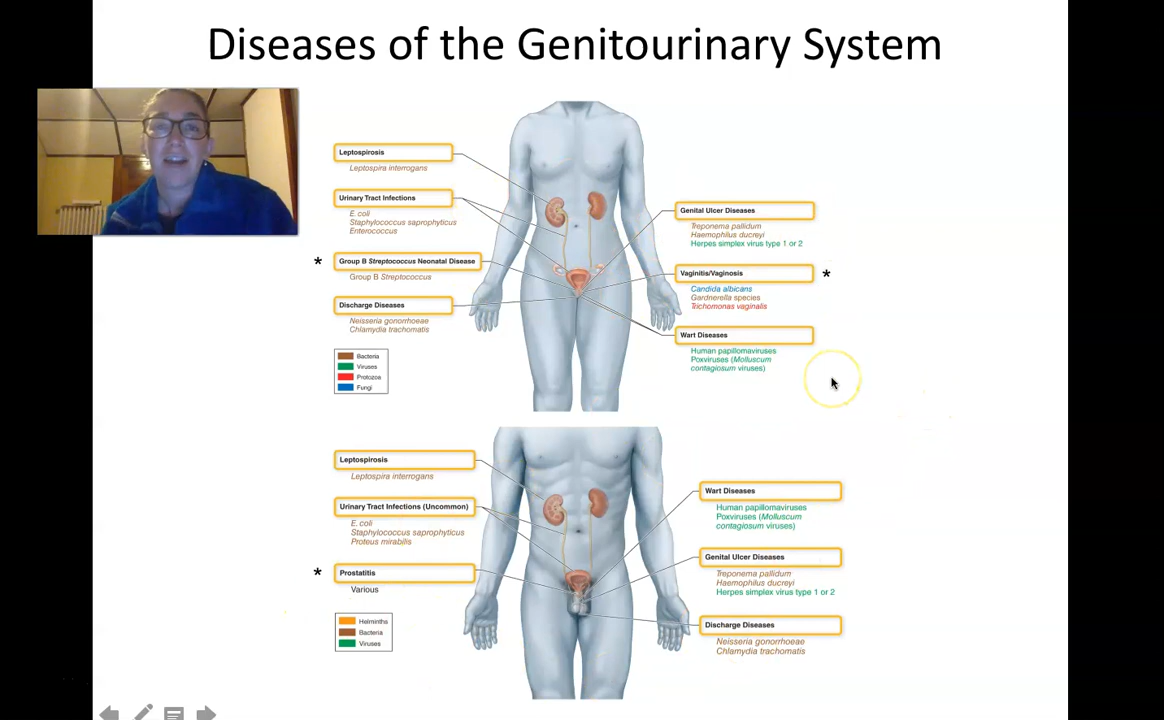 Diseases of the Genitourinary System
Leptospirosis
Leptospira interrogans
Urinary Tract Infections
E. coli
Staphylococcus saprophyticus
Enterococcus
* Group B Streptococcus Neonatal Disease
Group B Streptococcus
Discharge Diseases
Neisseria gonorrhoeae
Chlamydia trachomatis
Bacteria
Viruses
Protozoa
Fungi
Genital Ulcer Diseases
Treponema pallidum
Haemophilus ducreyi
Herpes simplex virus type 1 or 2
Vaginitis/Vaginosis *
Candida albicans
Gardnerella species
Trichomonas vaginalis
Wart Diseases
Human papillomaviruses
Poxviruses (Molluscum
contagiosum viruses)
Leptospirosis
Leptospira interrogans
Urinary Tract Infections (Uncommon)
E. coli
Staphylococcus saprophyticus
Proteus mirabilis
* Prostatitis
Various
Helminths
Bacteria
Viruses
Wart Diseases
Human papillomaviruses
Poxviruses (Molluscum
contagiosum viruses)
Genital Ulcer Diseases
Treponema pallidum
Haemophilus ducreyi
Herpes simplex virus type 1 or 2
Discharge Diseases
Neisseria gonorrhoeae
Chlamydia trachomatis